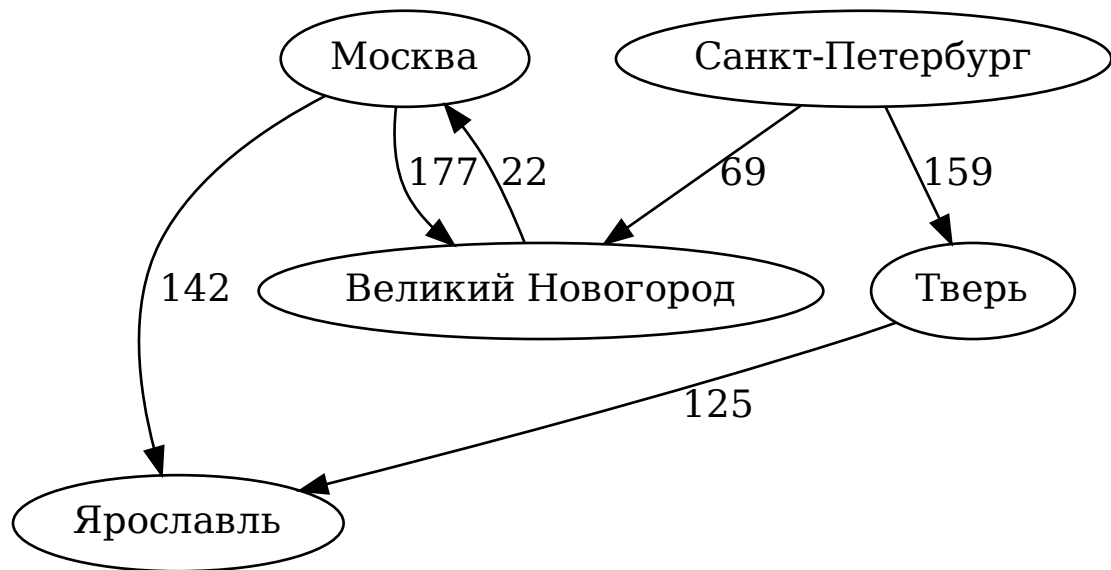 Москва
Санкт-Петербург
177
22
69
159
Великий Новогород
Тверь
142
125
Ярославль